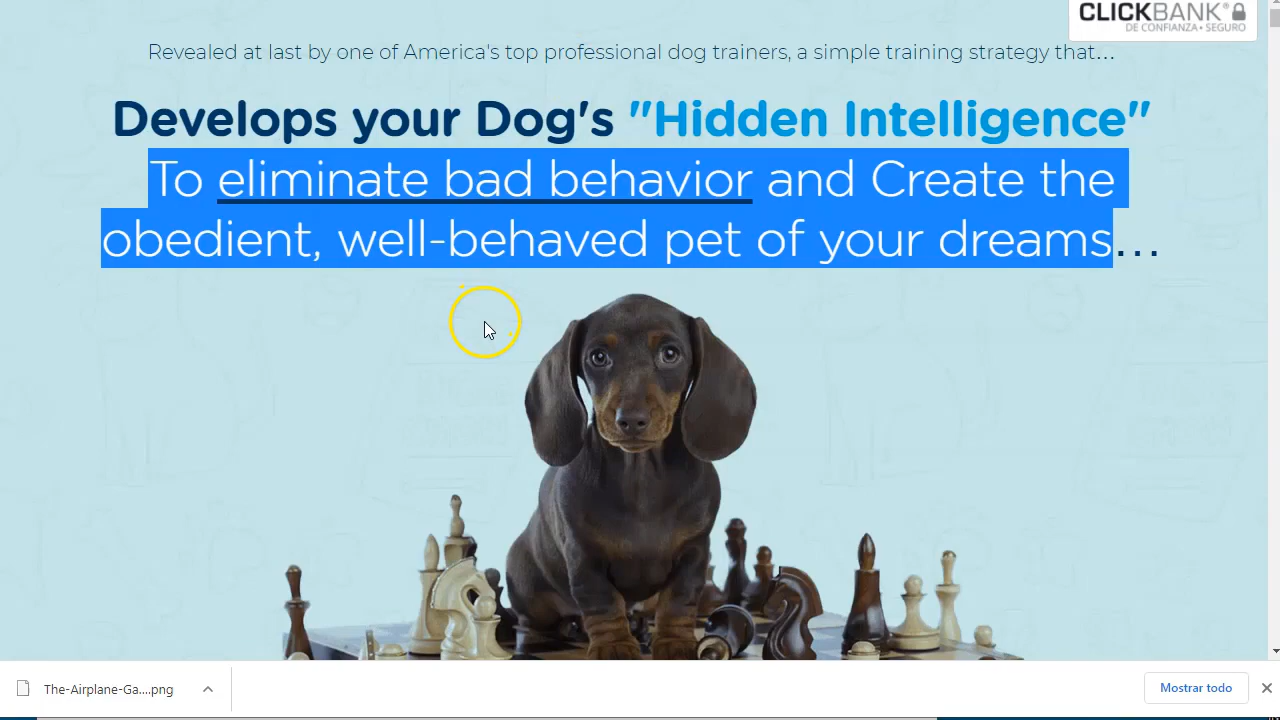 CLICKBANK®
DE CONFIANZA • SEGURO
Revealed at last by one of America's top professional dog trainers, a simple training strategy that…
Develops your Dog's "Hidden Intelligence"
To eliminate bad behavior and Create the
obedient, well-behaved pet of your dreams…
The-Airplane-Ga....png
Mostrar todo